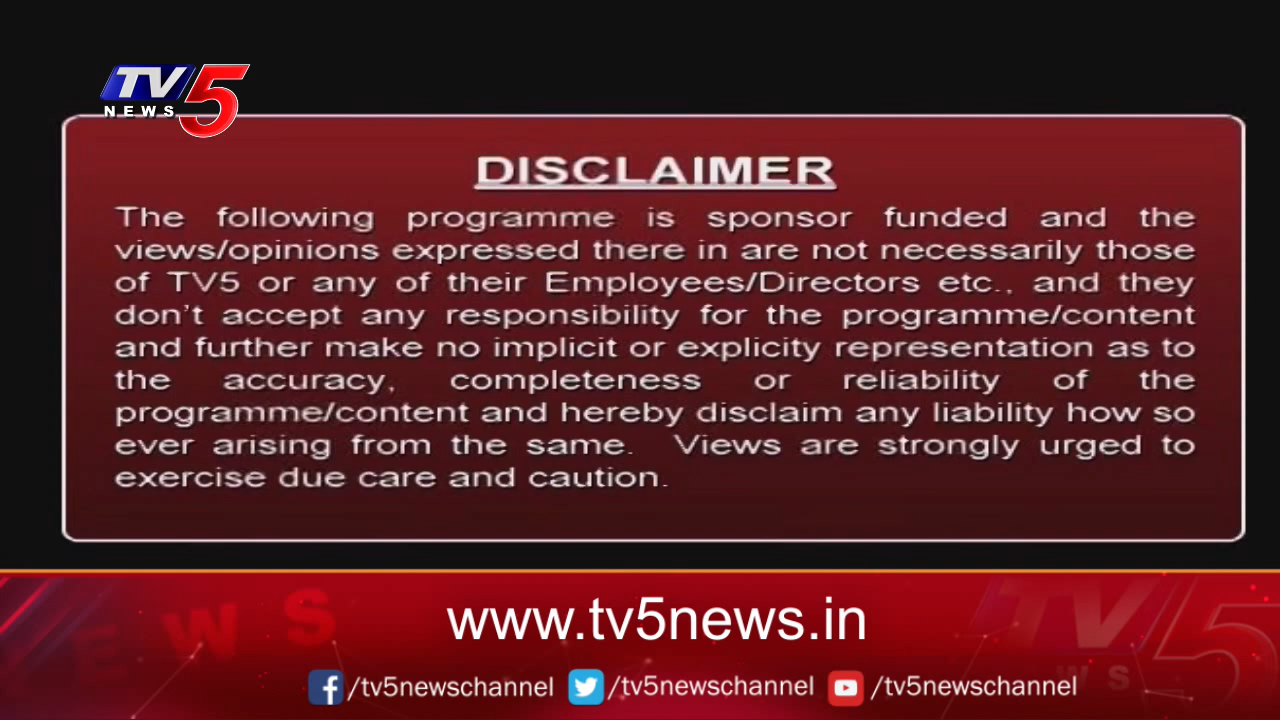 TV5
NEWS
DISCLAIMER
The following programme is sponsor funded and the
views/opinions expressed there in are not necessarily those
of TV5 or any of their Employees/Directors etc., and they
don't accept any responsibility for the programme/content
and further make no implicit or explicity representation as to
the accuracy, completeness or reliability of the
programme/content and hereby disclaim any liability how so
ever arising from the same. Views are strongly urged to
exercise due care and caution.
www.tv5news.in
/tv5newschannel /tv5newschannel /tv5newschannel
E W S
TV5
W S